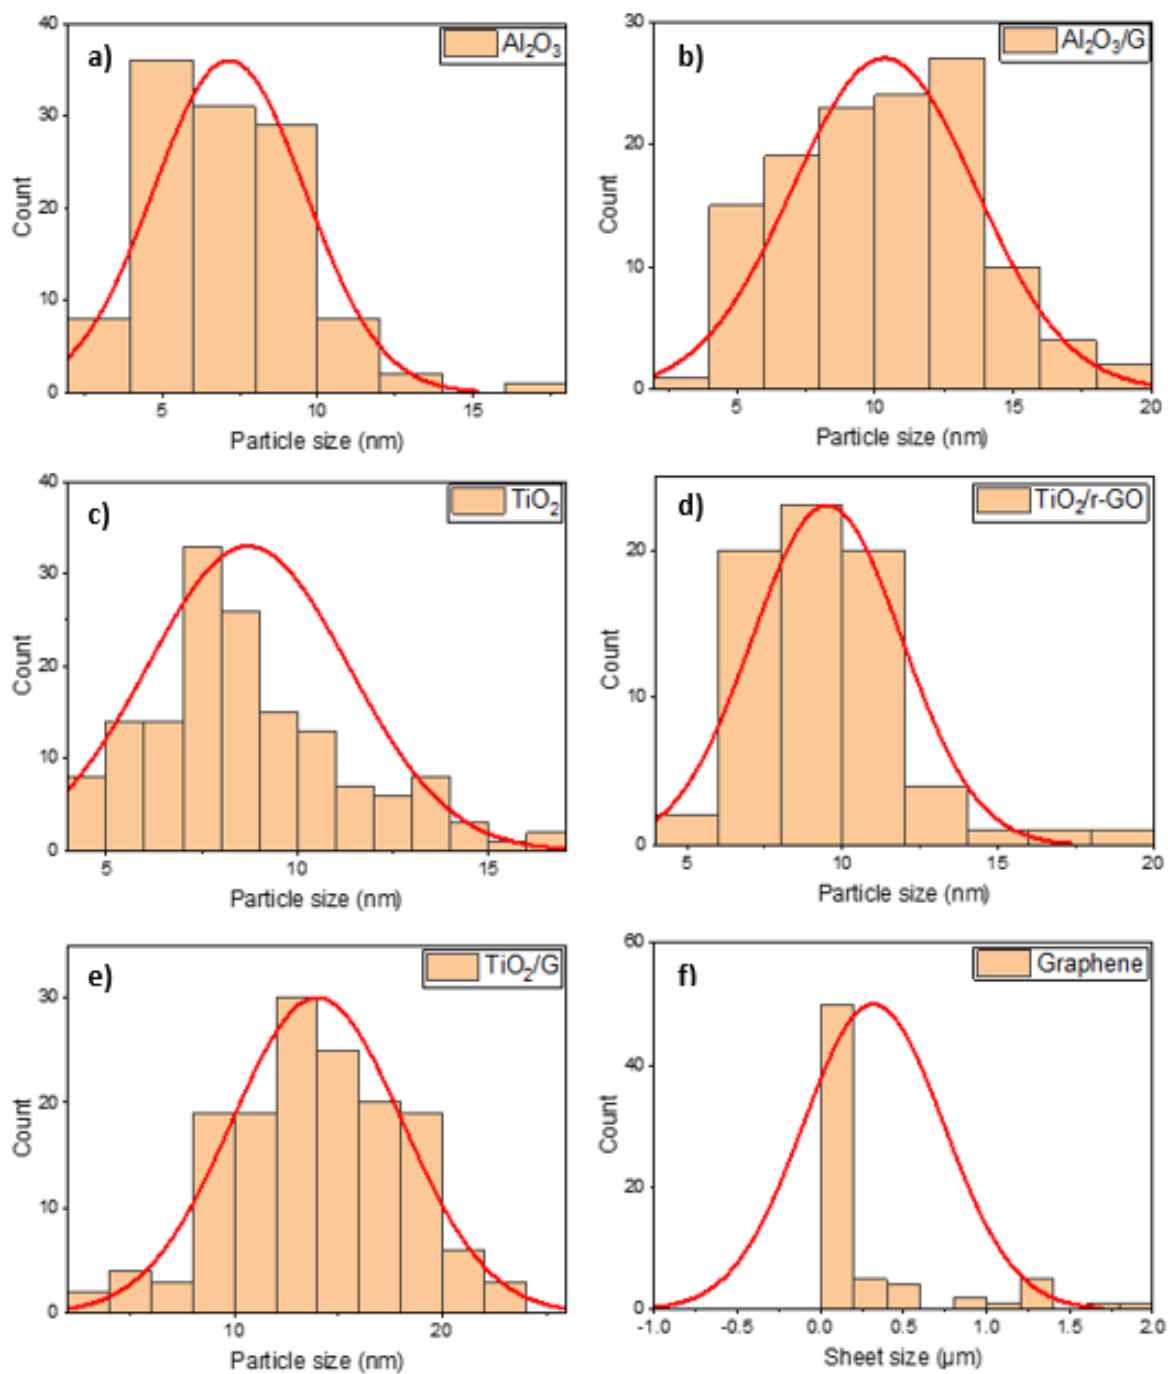 a)
Al₂O₃
40
30
20
10
0
Count
5
10
15
Particle size (nm)
b)
Al₂O₃/G
30
20
10
0
Count
5
10
15
20
Particle size (nm)
c)
TiO₂
40
30
20
10
0
Count
5
10
15
Particle size (nm)
d)
TiO₂/r-GO
20
10
0
Count
5
10
15
20
Particle size (nm)
e)
TiO₂/G
30
20
10
0
Count
10
20
Particle size (nm)
f)
Graphene
60
40
20
0
Count
-1.0
-0.5
0.0
0.5
1.0
1.5
2.0
Sheet size (µm)